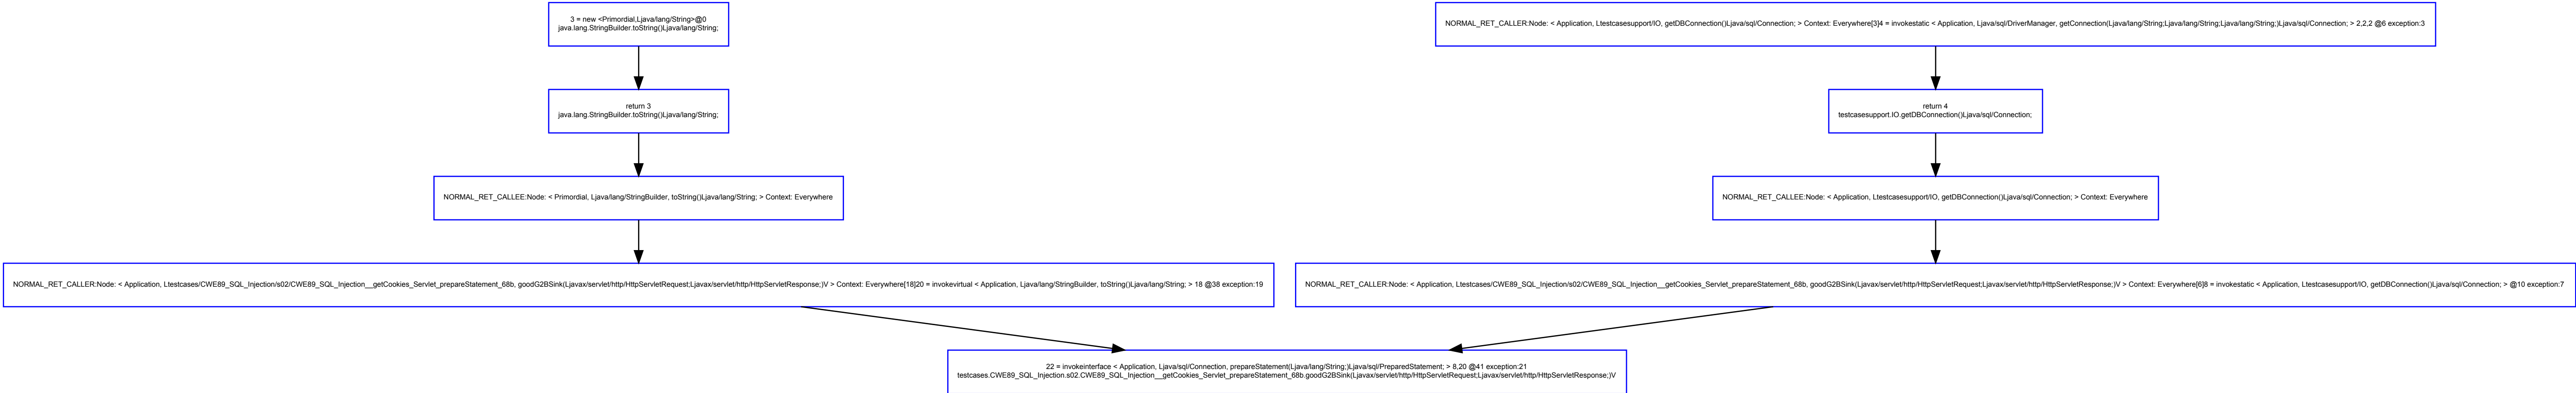 3 = new <Primordial,Ljava/lang/String>@0
java.lang.StringBuilder.toString()Ljava/lang/String;
NORMAL_RET_CALLER:Node: < Application, Ltestcasesupport/IO, getDBConnection()Ljava/sql/Connection; > Context: Everywhere[3]4 = invokestatic < Application, Ljava/sql/DriverManager, getConnection(Ljava/lang/String;Ljava/lang/String;Ljava/lang/String;)Ljava/sql/Connection; > 2,2,2 @6 exception:3
return 3
java.lang.StringBuilder.toString()Ljava/lang/String;
return 4
testcasesupport.IO.getDBConnection()Ljava/sql/Connection;
NORMAL_RET_CALLEE:Node: < Primordial, Ljava/lang/StringBuilder, toString()Ljava/lang/String; > Context: Everywhere
NORMAL_RET_CALLEE:Node: < Application, Ltestcasesupport/IO, getDBConnection()Ljava/sql/Connection; > Context: Everywhere
NORMAL_RET_CALLER:Node: < Application, Ltestcases/CWE89_SQL_Injection/s02/CWE89_SQL_Injection__getCookies_Servlet_prepareStatement_68b, goodG2BSink(Ljavax/servlet/http/HttpServletRequest;Ljavax/servlet/http/HttpServletResponse;)V > Context: Everywhere[18]20 = invokevirtual < Application, Ljava/lang/StringBuilder, toString()Ljava/lang/String; > 18 @38 exception:19
NORMAL_RET_CALLER:Node: < Application, Ltestcases/CWE89_SQL_Injection/s02/CWE89_SQL_Injection__getCookies_Servlet_prepareStatement_68b, goodG2BSink(Ljavax/servlet/http/HttpServletRequest;Ljavax/servlet/http/HttpServletResponse;)V > Context: Everywhere[6]8 = invokestatic < Application, Ltestcasesupport/IO, getDBConnection()Ljava/sql/Connection; > @10 exception:7
22 = invokeinterface < Application, Ljava/sql/Connection, prepareStatement(Ljava/lang/String;)Ljava/sql/PreparedStatement; > 8,20 @41 exception:21
testcases.CWE89_SQL_Injection.s02.CWE89_SQL_Injection__getCookies_Servlet_prepareStatement_68b.goodG2BSink(Ljavax/servlet/http/HttpServletRequest;Ljavax/servlet/http/HttpServletResponse;)V